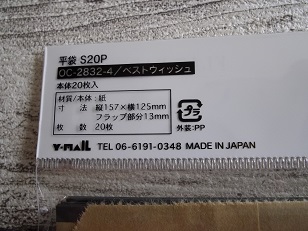 平袋 S20P
OC-2832-4/ベストウィッシュ
本体20枚入
材質/本体:紙
寸　法　縦157×横125mm
フラップ部分13mm
枚　数　20枚
プラ
外装:PP
Y-MAIL TEL 06-6191-0348 MADE IN JAPAN